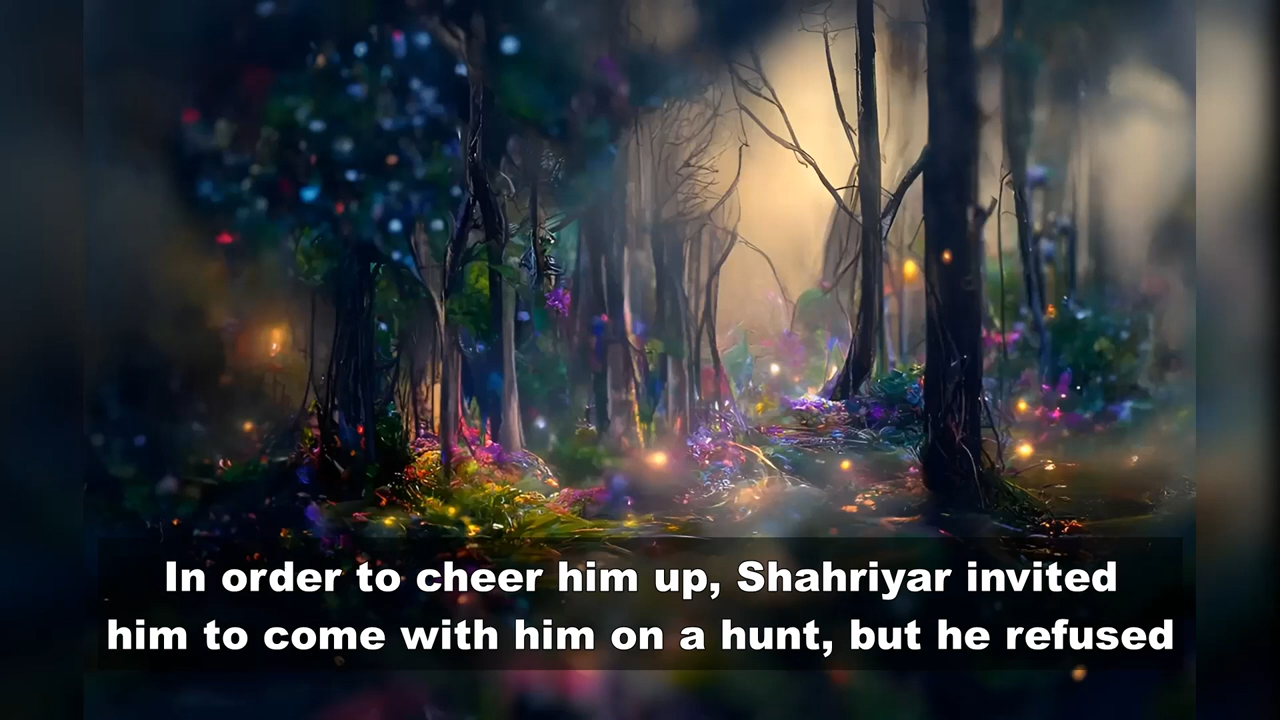 In order to cheer him up, Shahriyar invited
him to come with him on a hunt, but he refused